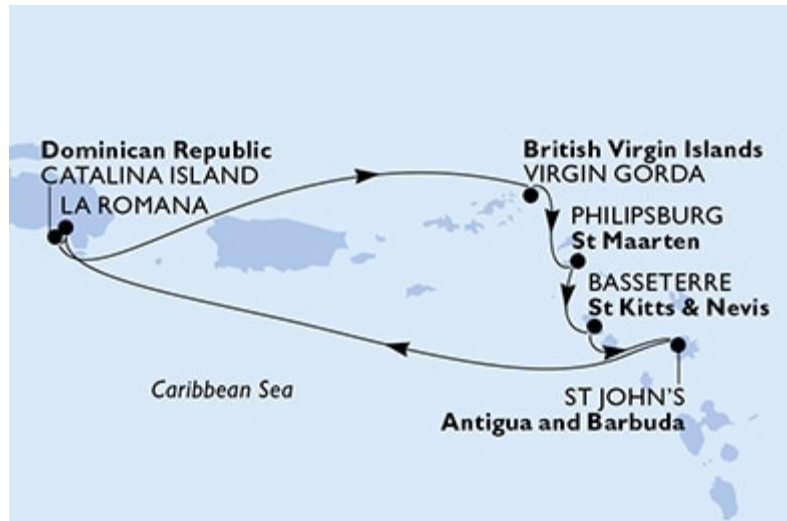 Dominican Republic
CATALINA ISLAND
LA ROMANA
British Virgin Islands
VIRGIN GORDA
PHILIPSBURG
St Maarten
BASSETERRE
St Kitts & Nevis
Caribbean Sea
ST JOHN'S
Antigua and Barbuda